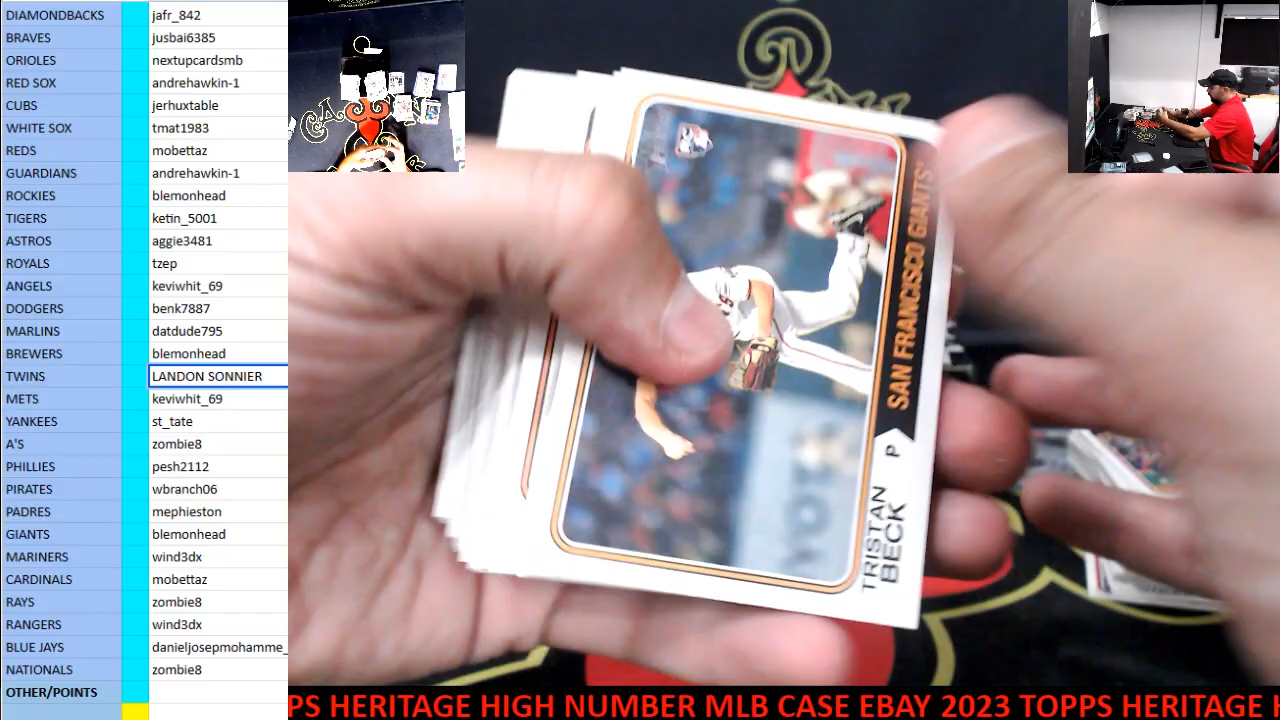 DIAMONDBACKS jafr_842
BRAVES jusbai6385
ORIOLES nextupcardsmb
RED SOX andrehawkin-1
CUBS jerhuxtable
WHITE SOX tmat1983
REDS mobettaz
GUARDIANS andrehawkin-1
ROCKIES blemonhead
TIGERS ketin_5001
ASTROS aggie3481
ROYALS tzep
ANGELS keviwhit_69
DODGERS benk7887
MARLINS datdude795
BREWERS blemonhead
TWINS LANDON SONNIER
METS keviwhit_69
YANKEES st_tate
A'S zombie8
PHILLIES pesh2112
PIRATES wbranch06
PADRES mephieston
GIANTS blemonhead
MARINERS wind3dx
CARDINALS mobettaz
RAYS zombie8
RANGERS wind3dx
BLUE JAYS danieljosepmohamme_
NATIONALS zombie8
OTHER/POINTS
SAN FRANCISCO GIANTS
P
TRISTAN
BECK
PS HERITAGE HIGH NUMBER MLB CASE EBAY 2023 TOPPS HERITAGE